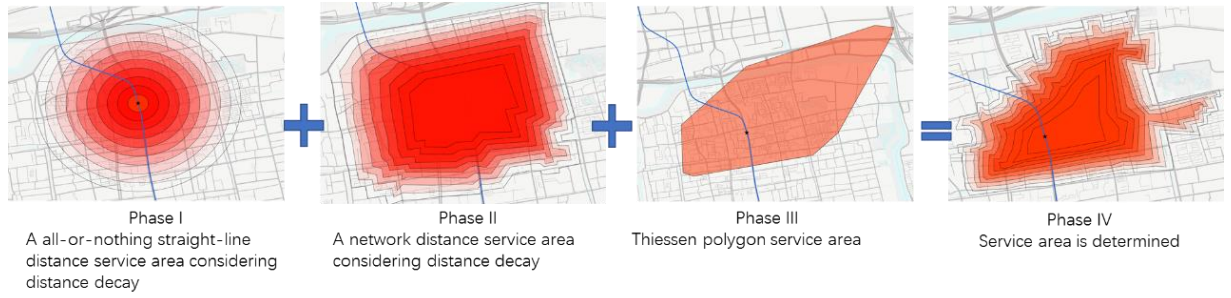 Phase I
A all-or-nothing straight-line
distance service area considering
distance decay
Phase II
A network distance service area
considering distance decay
Phase III
Thiessen polygon service area
Phase IV
Service area is determined